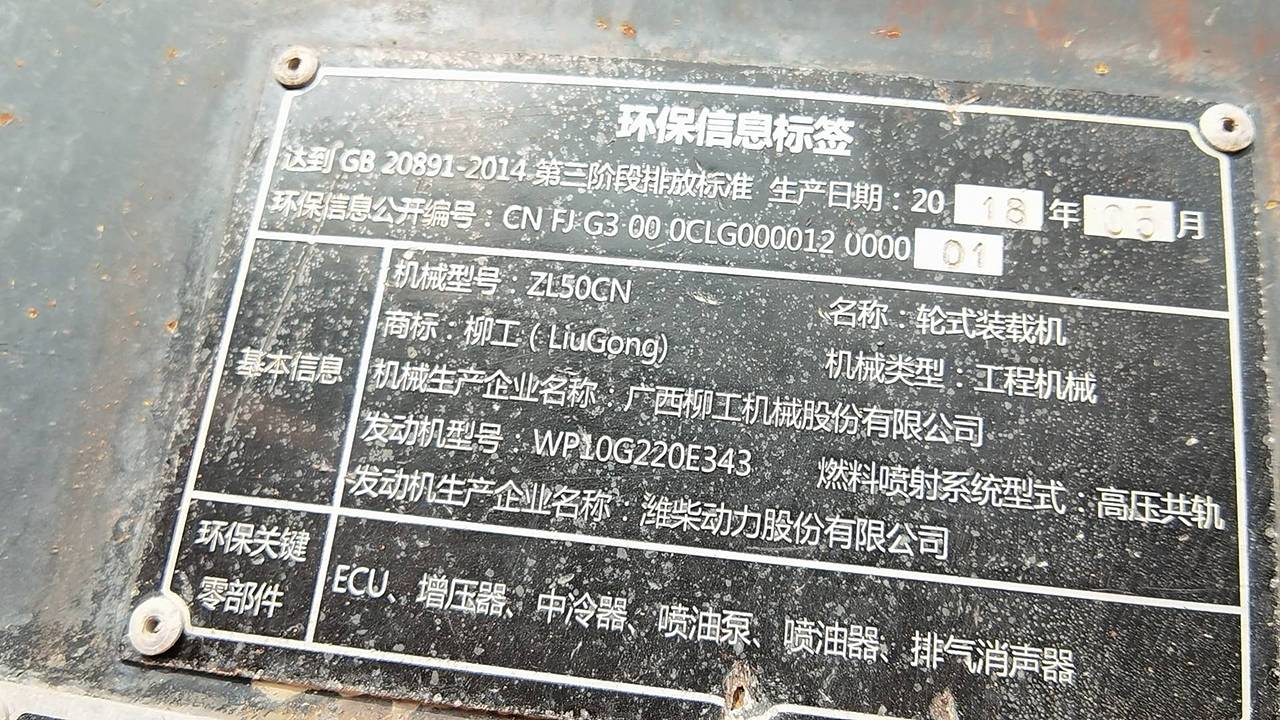 环保信息标签
达到 GB 20891-2014 第三阶段排放标准 生产日期：20 18 年 05 月
环保信息公开编号：CN FJ G3 00 0CLG000012 0000 01
基本信息
机械型号：ZL50CN 名称：轮式装载机
商标：柳工（LiuGong) 机械类型：工程机械
机械生产企业名称：广西柳工机械股份有限公司
发动机型号：WP10G220E343 燃料喷射系统型式：高压共轨
发动机生产企业名称：潍柴动力股份有限公司
环保关键
零部件
ECU、增压器、中冷器、喷油泵、喷油器、排气消声器